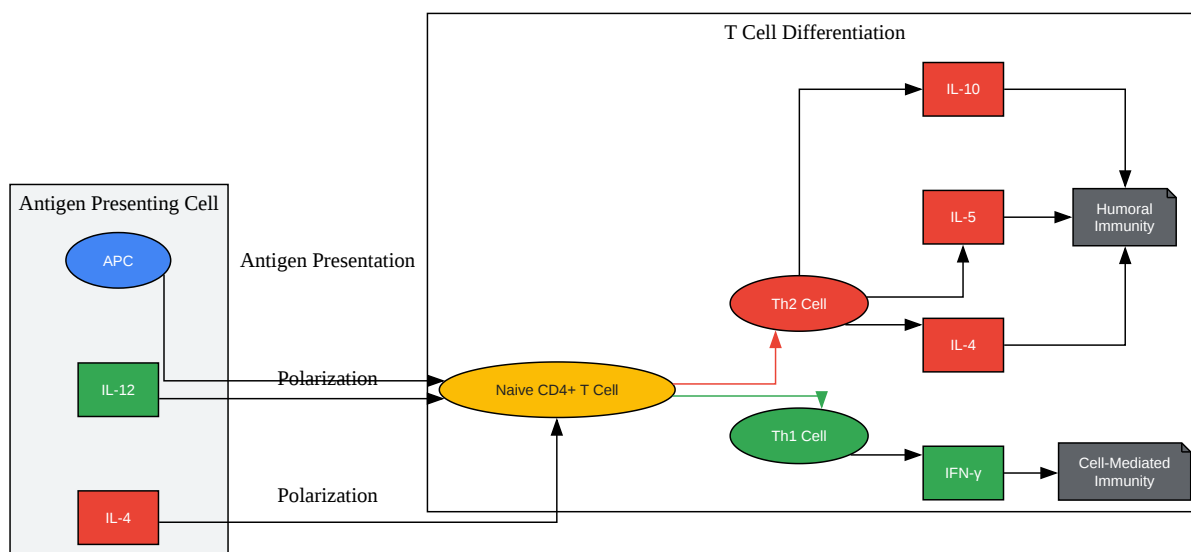 T Cell Differentiation
IL-10
Antigen Presenting Cell
IL-5
Humoral
Immunity
APC
Antigen Presentation
Th2 Cell
IL-4
IL-12
Polarization
Naive CD4+ T Cell
Th1 Cell
IFN-γ
Cell-Mediated
Immunity
IL-4
Polarization